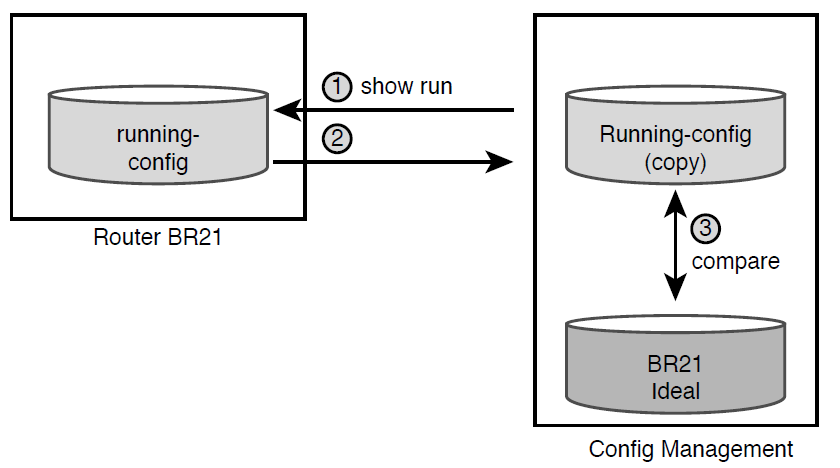 1 show run
running-
config
2
Router BR21
Running-config
(copy)
3
compare
BR21
Ideal
Config Management